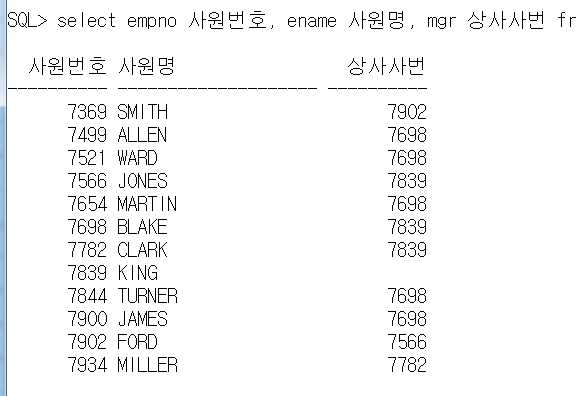 SQL> select empno 사원번호, ename 사원명, mgr 상사사번 fr
사원번호 사원명 상사사번
---------- -------------------- ----------
7369 SMITH 7902
7499 ALLEN 7698
7521 WARD 7698
7566 JONES 7839
7654 MARTIN 7698
7698 BLAKE 7839
7782 CLARK 7839
7839 KING
7844 TURNER 7698
7900 JAMES 7698
7902 FORD 7566
7934 MILLER 7782